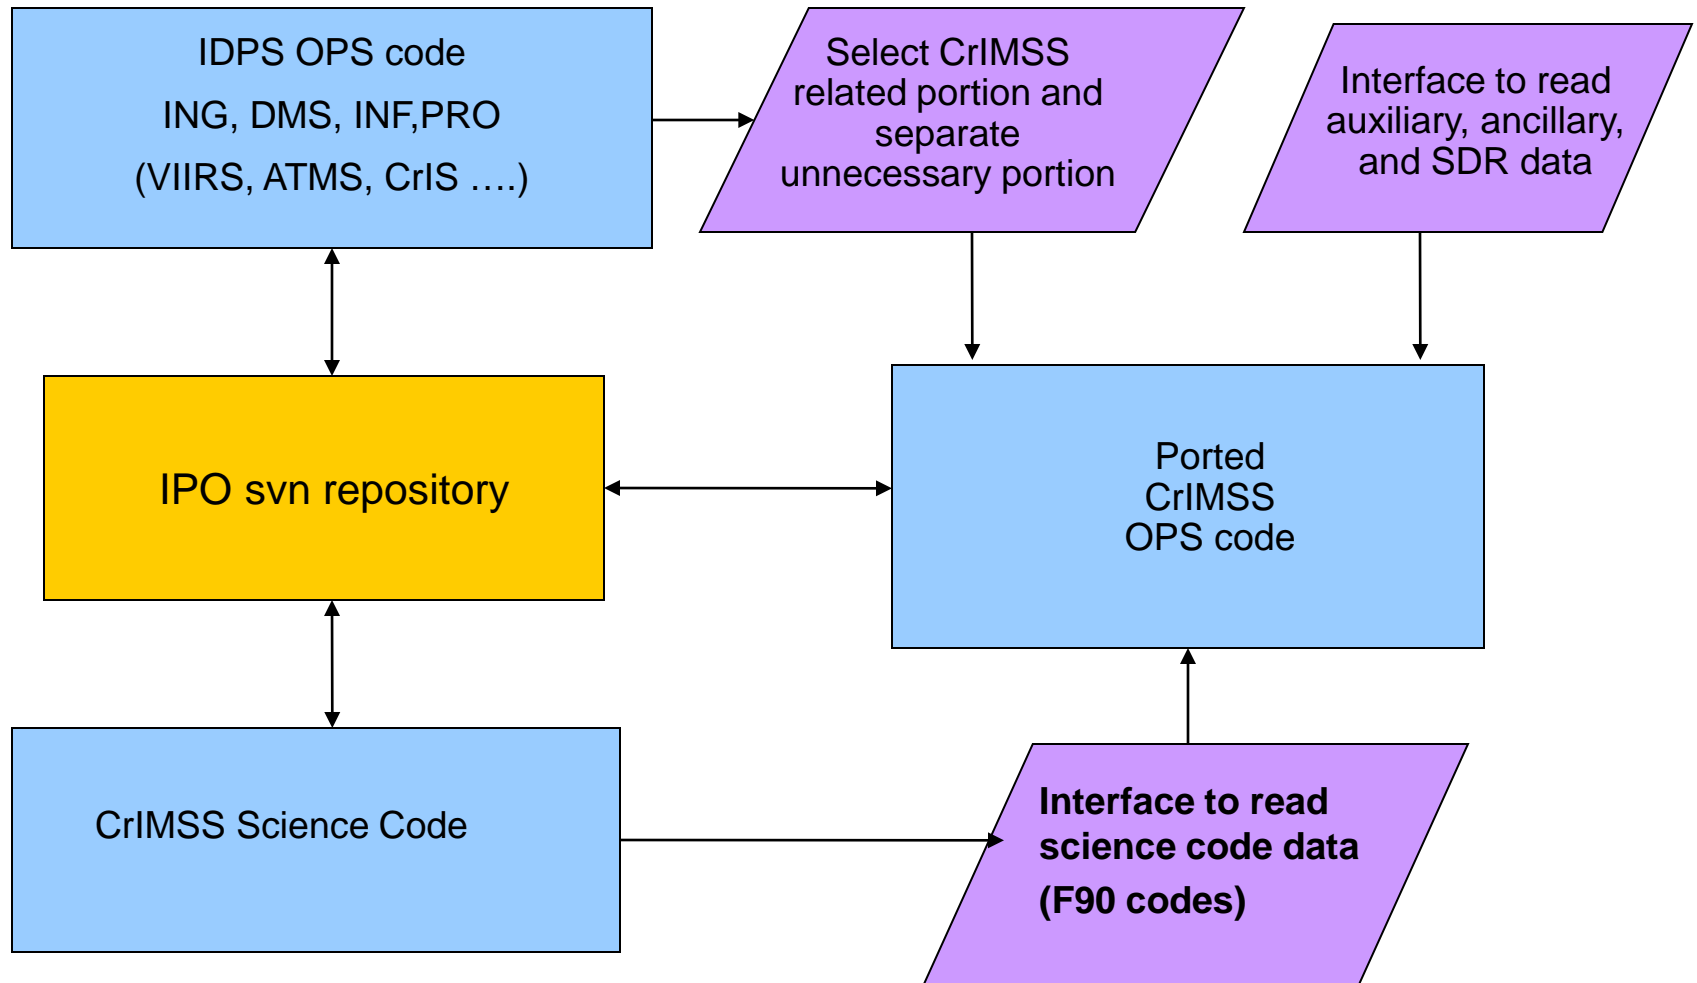 IDPS OPS code
ING, DMS, INF,PRO
(VIIRS, ATMS, CrIS ....)
Select CrIMSS
related portion and
separate
unnecessary portion
Interface to read
auxiliary, ancillary,
and SDR data
IPO svn repository
Ported
CrIMSS
OPS code
CrIMSS Science Code
Interface to read
science code data
(F90 codes)